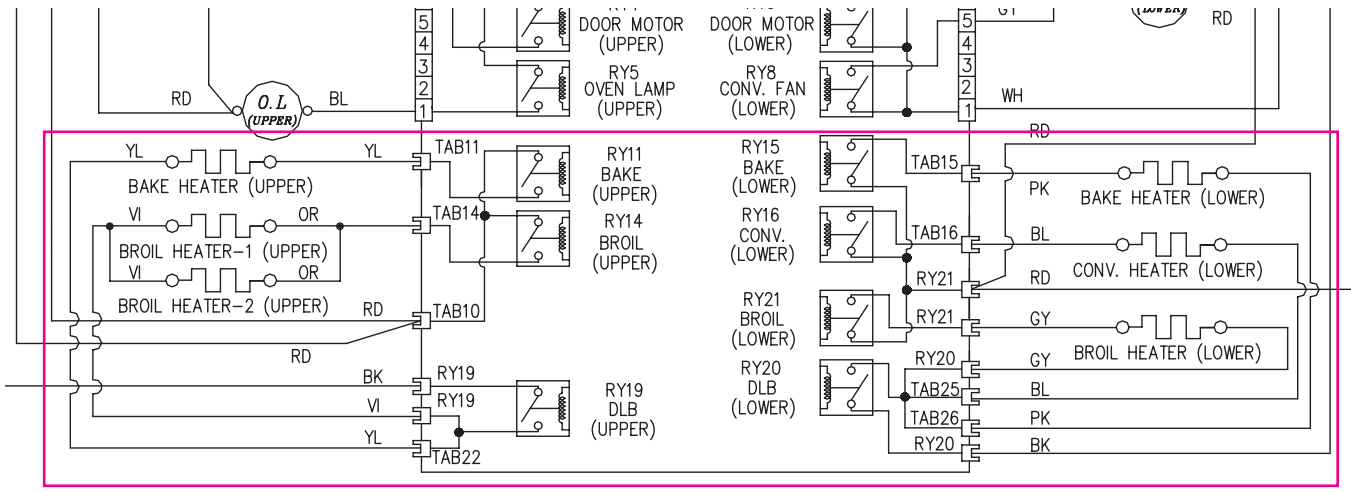 5
4
3
2
1
DOOR MOTOR
(UPPER)
RY5
OVEN LAMP
(UPPER)
RD
O.L
(UPPER)
BL
DOOR MOTOR
(LOWER)
RY8
CONV. FAN
(LOWER)
5
4
3
2
1
GY
(LOWER)
RD
WH
YL
YL
TAB11
BAKE HEATER (UPPER)
VI
OR
TAB14
BROIL HEATER-1 (UPPER)
VI
OR
BROIL HEATER-2 (UPPER)
RD
TAB10
RD
BK
RY19
VI
RY19
YL
TAB22
RY11
BAKE
(UPPER)
RY14
BROIL
(UPPER)
RY19
DLB
(UPPER)
RY15
BAKE
(LOWER)
RY16
CONV.
(LOWER)
RY21
BROIL
(LOWER)
RY20
DLB
(LOWER)
RD
TAB15
PK
BAKE HEATER (LOWER)
TAB16
BL
CONV. HEATER (LOWER)
RY21
RD
RY21
GY
BROIL HEATER (LOWER)
RY20
GY
TAB25
BL
TAB26
PK
RY20
BK